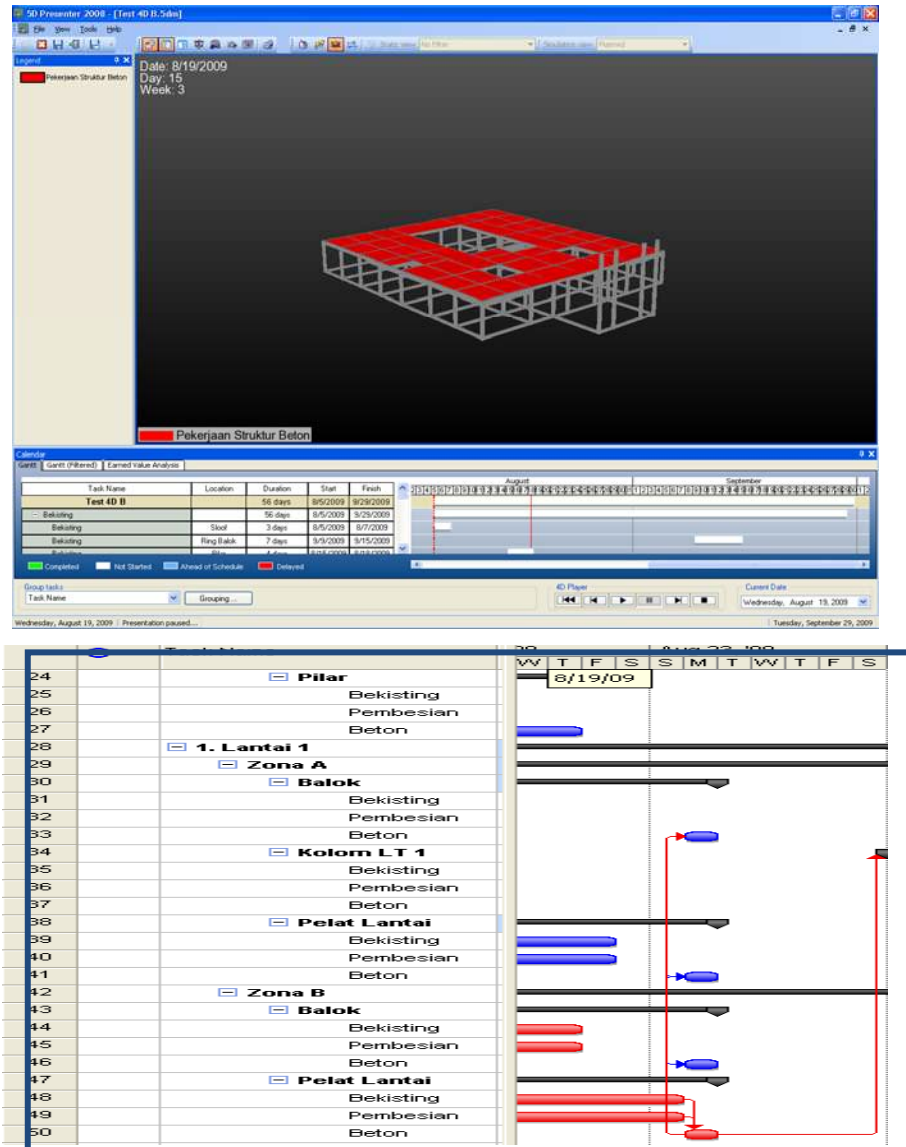 5D Presenter 2008 - [Test 4D B.5dm]
File View Tools Help
Legend
Pekerjaan Struktur Beton
Date: 8/19/2009
Day: 15
Week: 3
Pekerjaan Struktur Beton
Calendar
Gantt Gantt (Filtered) Earned Value Analysis
Task Name Location Duration Start Finish August September
Test 4D B 56 days 8/5/2009 9/29/2009
Bekisting 56 days 8/5/2009 9/29/2009
Bekisting Sloof 3 days 8/5/2009 8/7/2009
Bekisting Ring Balok 7 days 9/9/2009 9/15/2009
Completed Not Started Ahead of Schedule Delayed
Group tasks 4D Player Current Date
Task Name Grouping... Wednesday, August 19, 2009
Wednesday, August 19, 2009 Presentation paused... Tuesday, September 29, 2009
W T F S S M T W T F S
24 Pilar 8/19/09
25 Bekisting
26 Pembesian
27 Beton
28 1. Lantai 1
29 Zona A
30 Balok
31 Bekisting
32 Pembesian
33 Beton
34 Kolom LT 1
35 Bekisting
36 Pembesian
37 Beton
38 Pelat Lantai
39 Bekisting
40 Pembesian
41 Beton
42 Zona B
43 Balok
44 Bekisting
45 Pembesian
46 Beton
47 Pelat Lantai
48 Bekisting
49 Pembesian
50 Beton